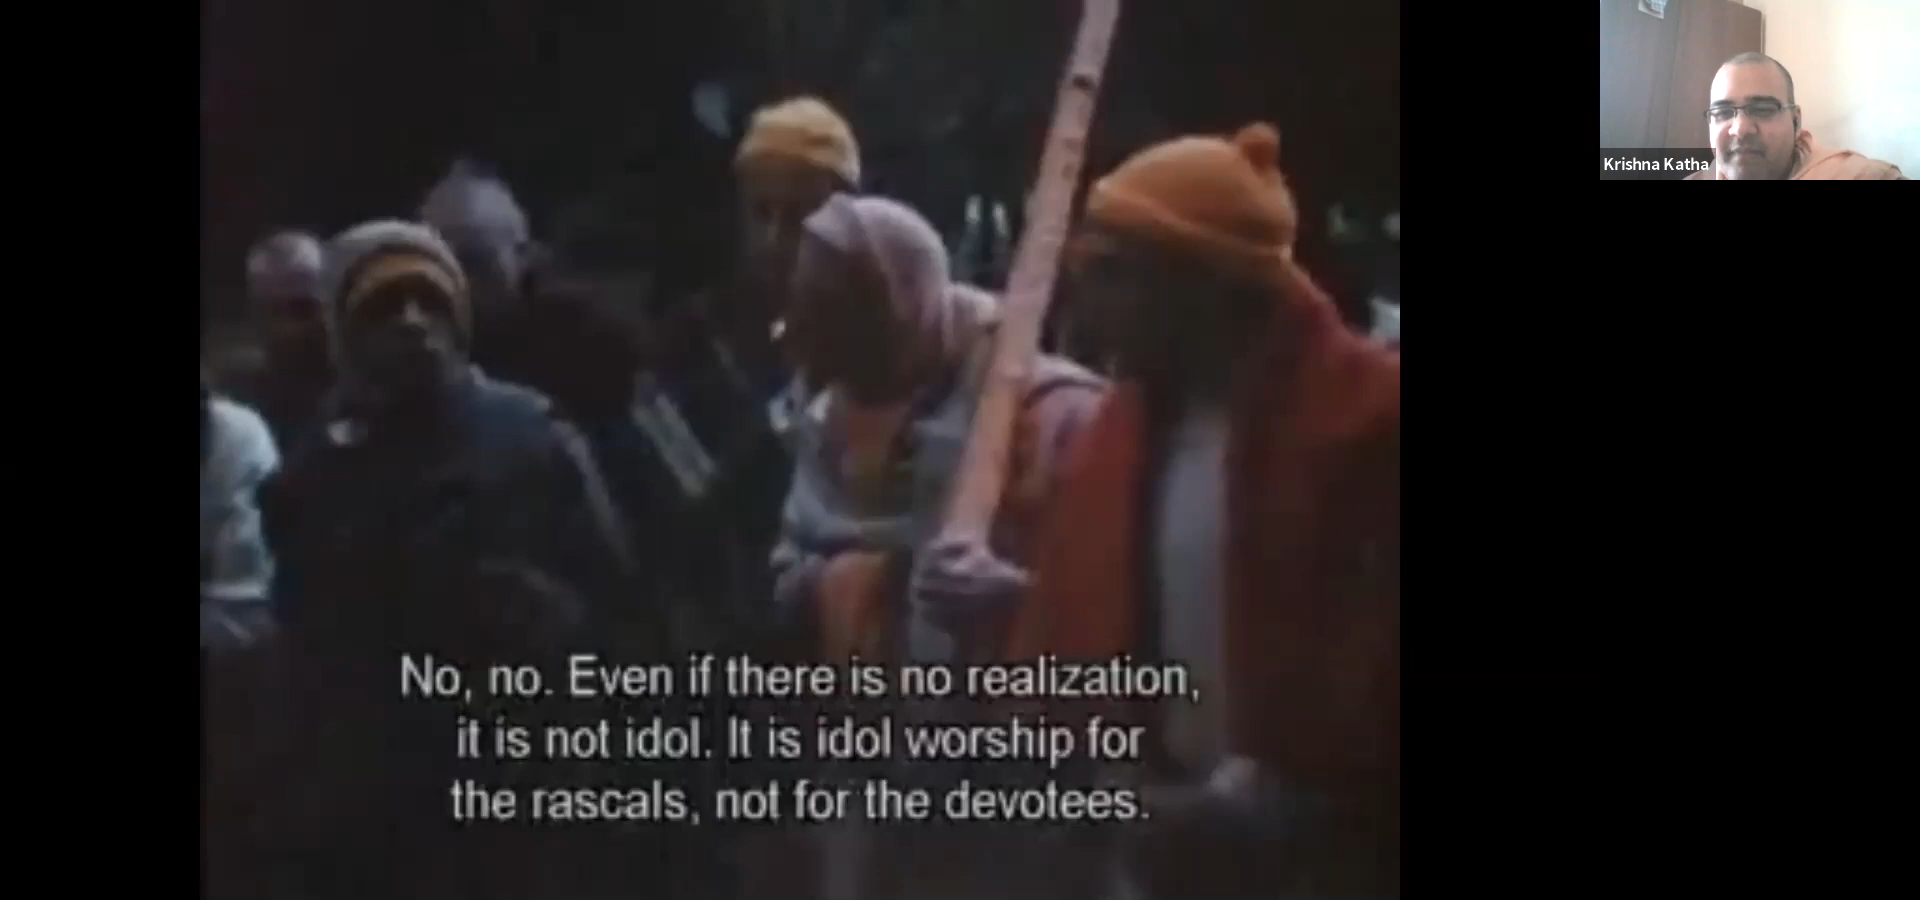 Krishna Katha
No, no. Even if there is no realization,
it is not idol. It is idol worship for
the rascals, not for the devotees.